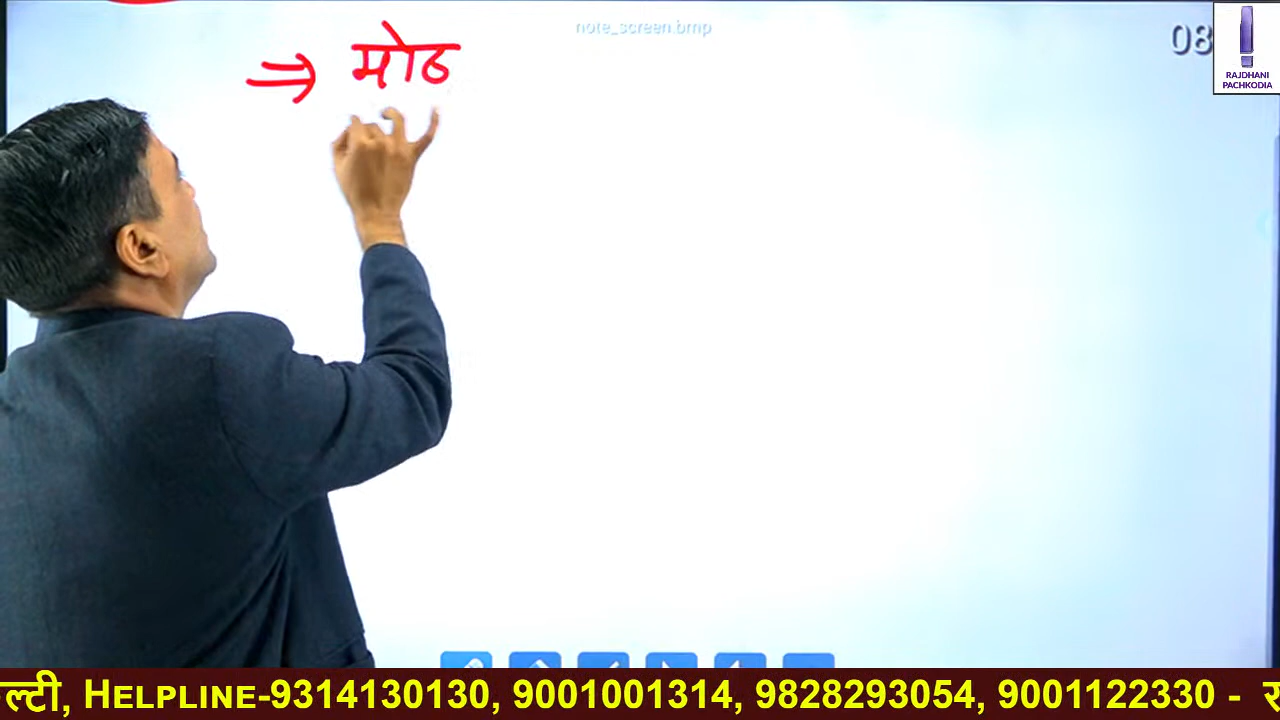 note_screen.bmp
08
RAJDHANI
PACHKODIA
⇒ मोठ
ल्टी, HELPLINE-9314130130, 9001001314, 9828293054, 9001122330 -